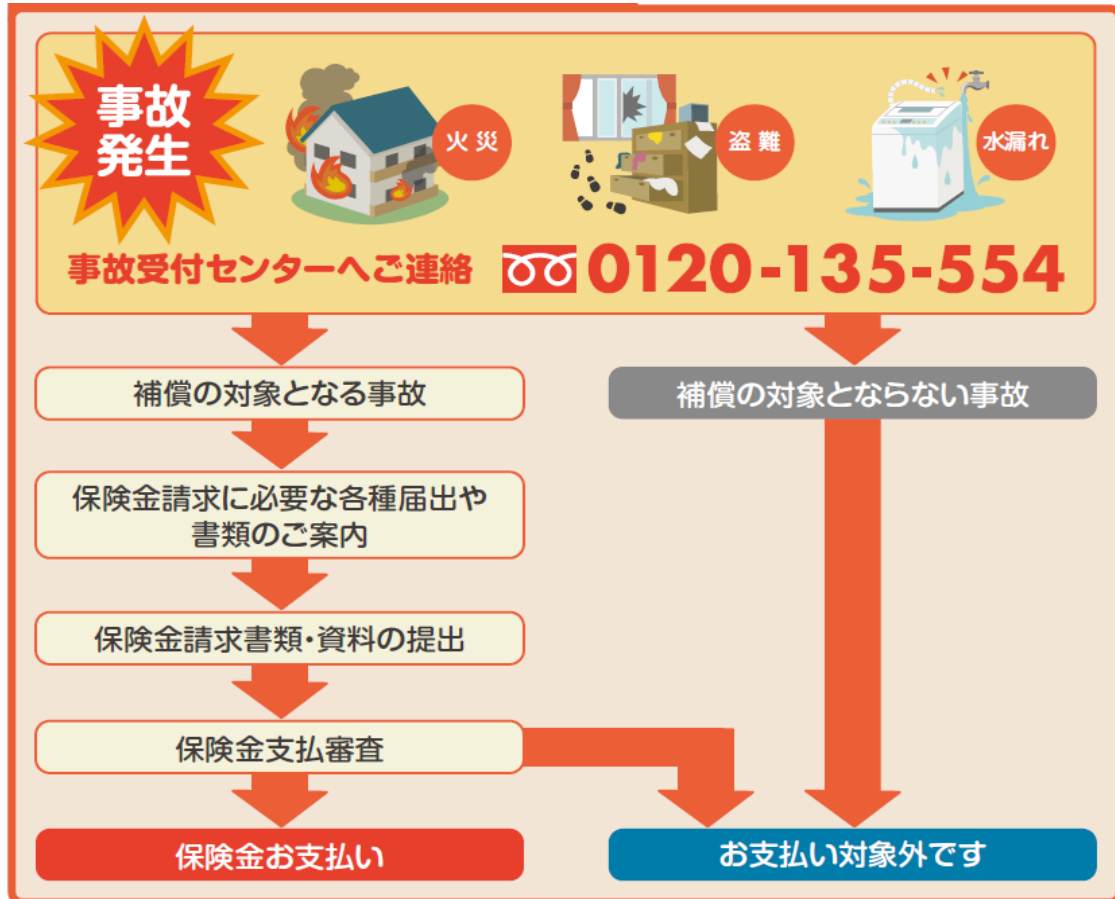 事故
発生
火災
盗難
水漏れ
事故受付センターへご連絡 0120-135-554
補償の対象となる事故
補償の対象とならない事故
保険金請求に必要な各種届出や
書類のご案内
保険金請求書類・資料の提出
保険金支払審査
保険金お支払い
お支払い対象外です